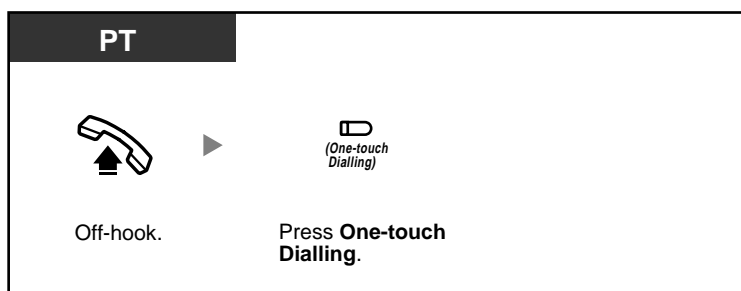 PT
(One-touch
Dialling)
Off-hook.
Press One-touch
Dialling.